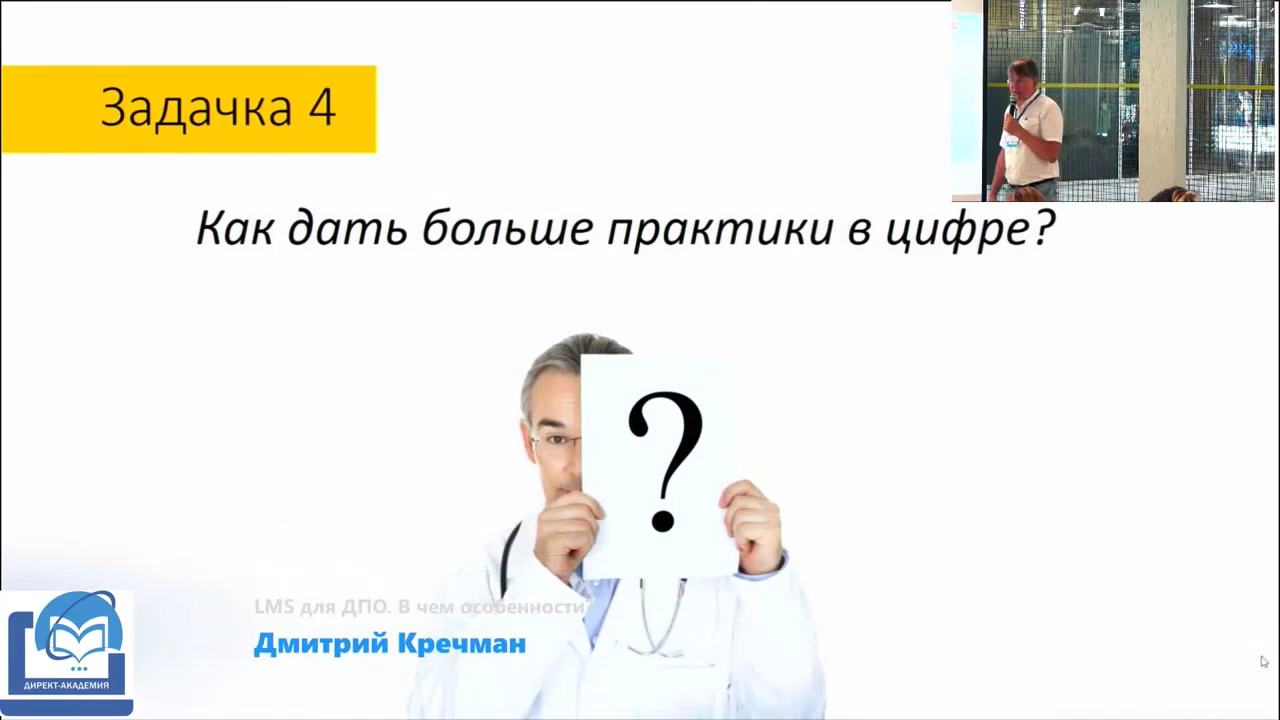 Задачка 4
Как дать больше практики в цифре?
?
LMS для ДПО. В чем особенности?
Дмитрий Кречман
ДИРЕКТ-АКАДЕМИЯ